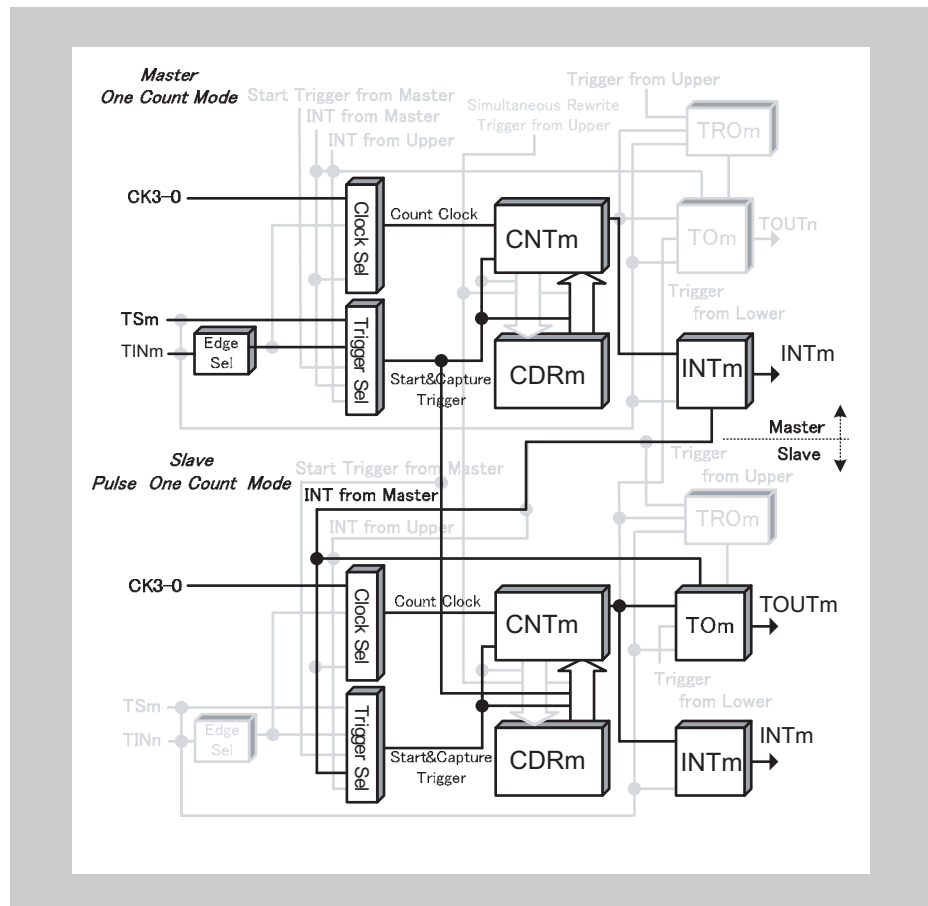 Master
One Count Mode
Start Trigger from Master
INT from Master
INT from Upper
Simultaneous Rewrite
Trigger from Upper
Trigger from Upper
TROm
CK3-0
Clock Sel
Count Clock
CNTm
TOm
TOUTn
Trigger
from Lower
TSm
TINm
Edge
Sel
Trigger Sel
Start&Capture
Trigger
CDRm
INTm
INTm
Master
Slave
Slave
Pulse One Count Mode
Start Trigger from Master
INT from Master
INT from Upper
Trigger
from Upper
TROm
CK3-0
Clock Sel
Count Clock
CNTm
TOm
TOUTm
Trigger
from Lower
TSm
TINn
Edge
Sel
Trigger Sel
Start&Capture
Trigger
CDRm
INTm
INTm